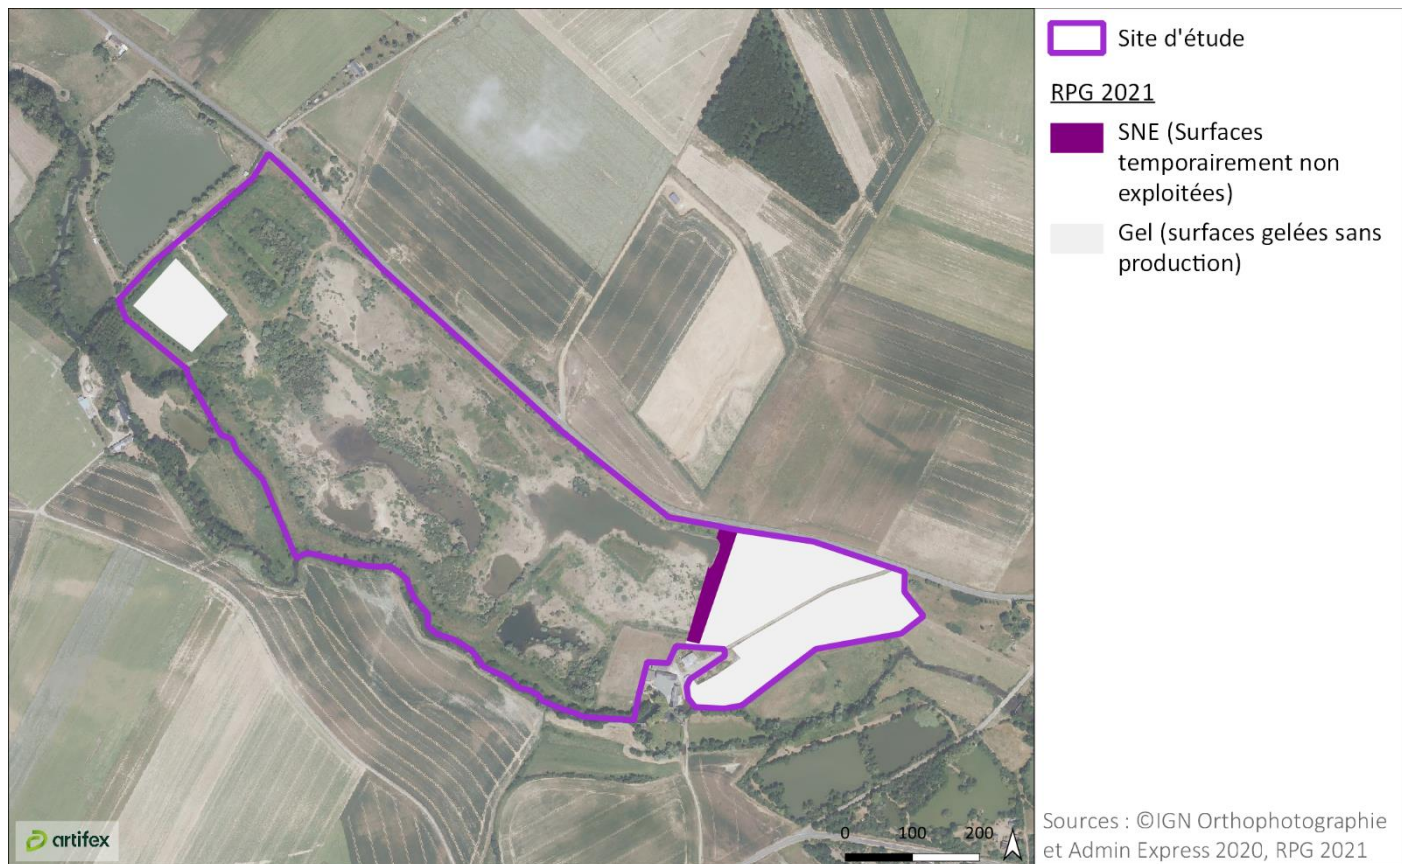 Site d'étude
RPG 2021
SNE (Surfaces
temporairement non
exploitées)
Gel (surfaces gelées sans
production)
artifex
0 100 200
Sources : ©IGN Orthophotographie
et Admin Express 2020, RPG 2021